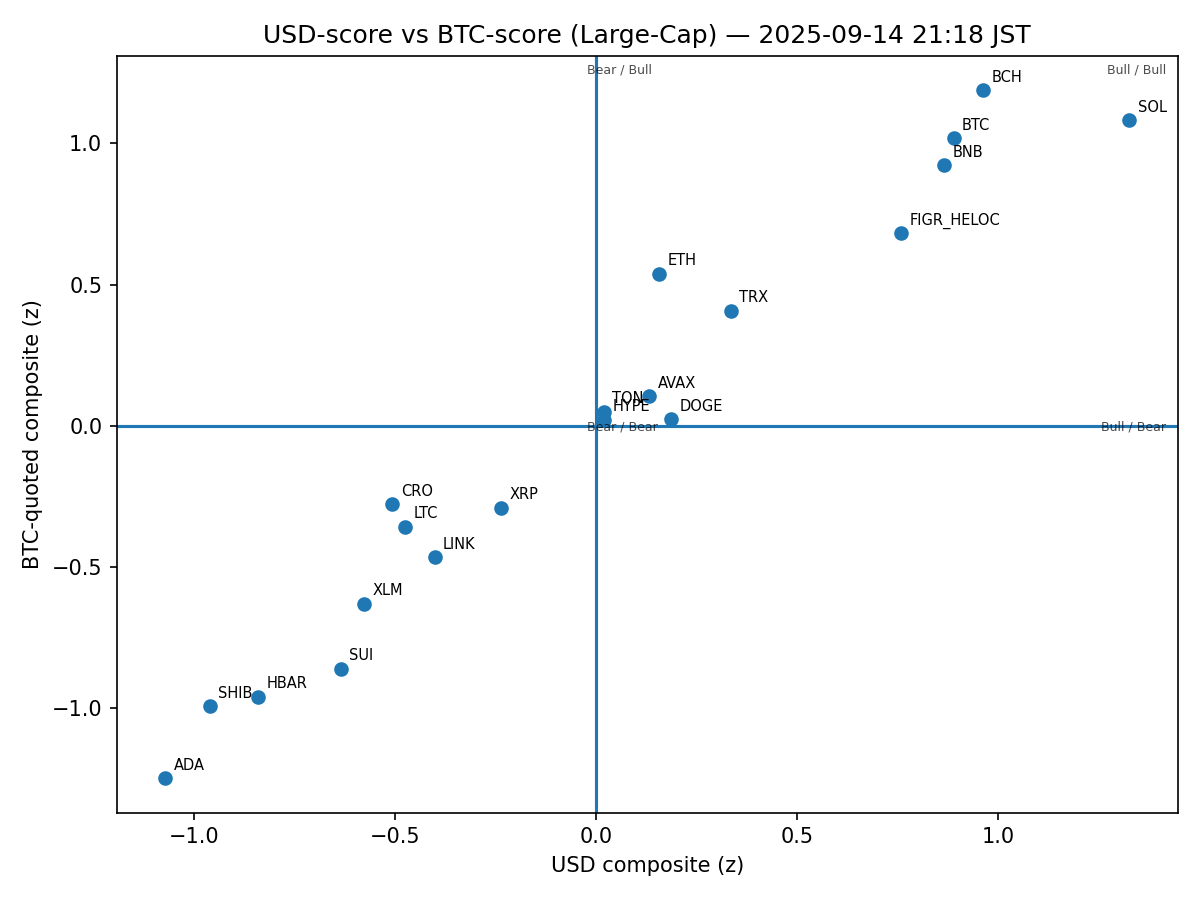 USD-score vs BTC-score (Large-Cap) — 2025-09-14 21:18 JST
Bear / Bull
Bull / Bull
BCH
SOL
BTC
BNB
FIGR_HELOC
ETH
TRX
AVAX
TON
HYPE
DOGE
Bear / Bear
Bull / Bear
CRO
XRP
LTC
LINK
XLM
SUI
HBAR
SHIB
ADA
1.0
0.5
0.0
−0.5
−1.0
BTC-quoted composite (z)
−1.0
−0.5
0.0
0.5
1.0
USD composite (z)